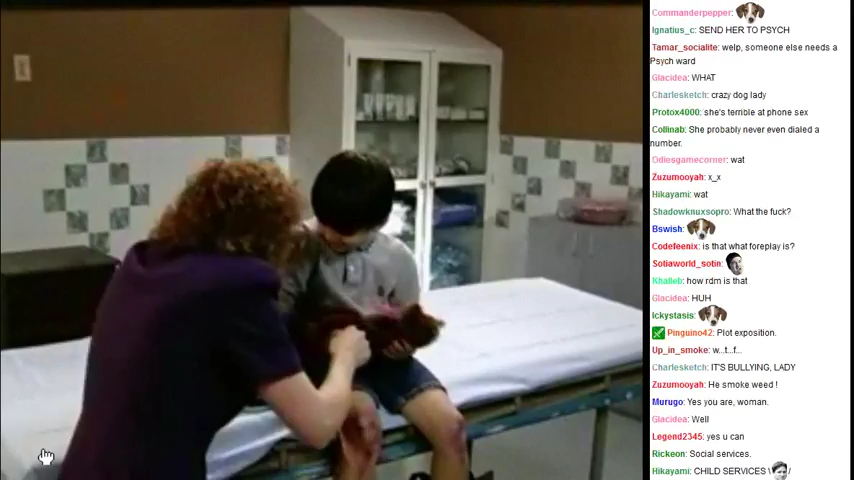 Commanderpepper:
Ignatius_c: SEND HER TO PSYCH
Tamar_socialite: welp, someone else needs a
Psych ward
Glacidea: WHAT
Charlesketch: crazy dog lady
Protox4000: she's terrible at phone sex
Collinab: She probably never even dialed a
number.
Odiesgamecorner: wat
Zuzumooyah: x_x
Hikayami: wat
Shadowknuxsopro: What the fuck?
Bswish:
Codefeenix: is that what foreplay is?
Sotiaworld_sotin:
Khalleb: how rdm is that
Glacidea: HUH
Ickystasis:
Pinguino42: Plot exposition.
Up_in_smoke: w...t...f...
Charlesketch: IT'S BULLYING, LADY
Zuzumooyah: He smoke weed !
Murugo: Yes you are, woman.
Glacidea: Well
Legend2345: yes u can
Rickeon: Social services.
Hikayami: CHILD SERVICES \ /